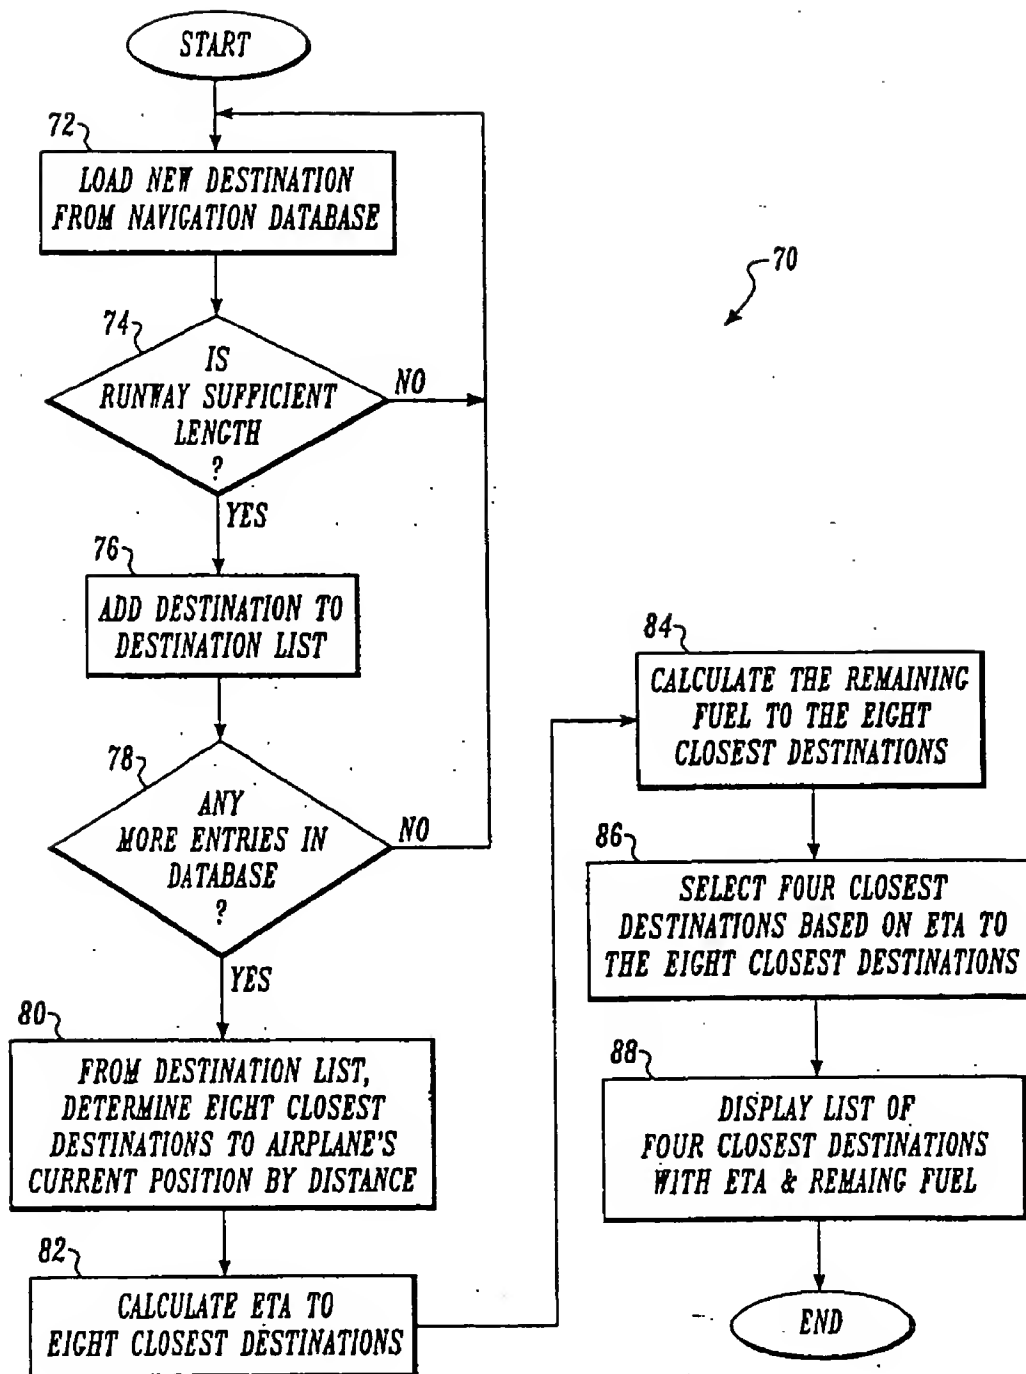 START
72
LOAD NEW DESTINATION
FROM NAVIGATION DATABASE
70
74
IS
RUNWAY SUFFICIENT
LENGTH
?
NO
YES
76
ADD DESTINATION TO
DESTINATION LIST
78
ANY
MORE ENTRIES IN
DATABASE
?
NO
YES
80
FROM DESTINATION LIST,
DETERMINE EIGHT CLOSEST
DESTINATIONS TO AIRPLANE'S
CURRENT POSITION BY DISTANCE
82
CALCULATE ETA TO
EIGHT CLOSEST DESTINATIONS
84
CALCULATE THE REMAINING
FUEL TO THE EIGHT
CLOSEST DESTINATIONS
86
SELECT FOUR CLOSEST
DESTINATIONS BASED ON ETA TO
THE EIGHT CLOSEST DESTINATIONS
88
DISPLAY LIST OF
FOUR CLOSEST DESTINATIONS
WITH ETA & REMAING FUEL
END